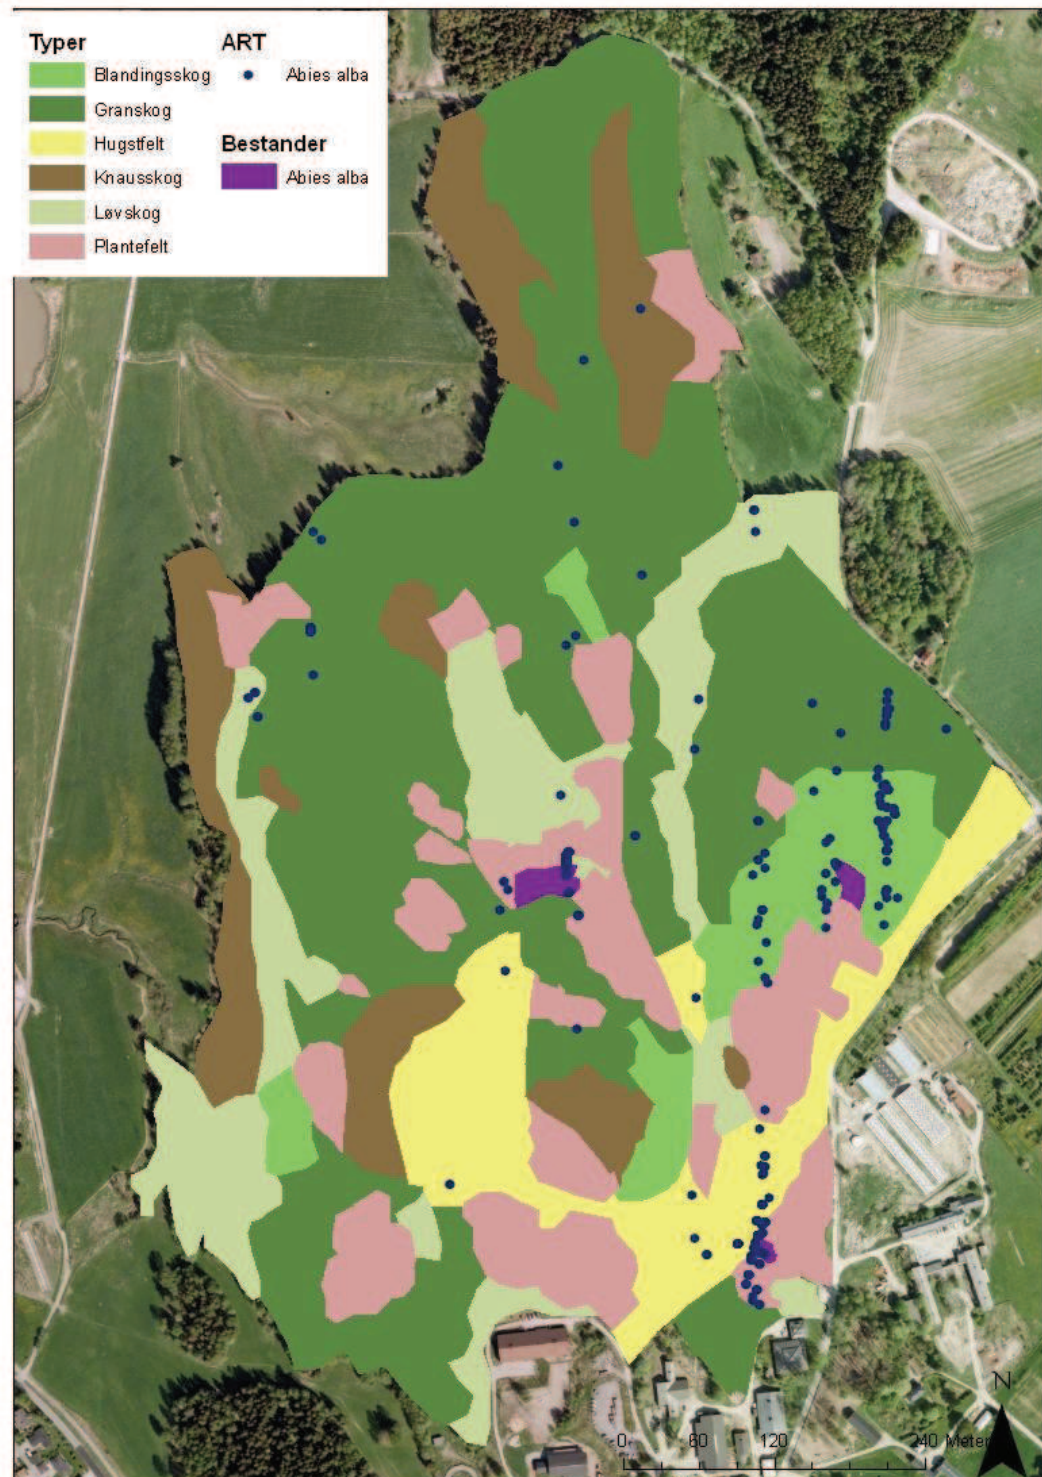 Typer
Blandingsskog
Granskog
Hugstfelt
Knausskog
Løvskog
Plantefelt
ART
Abies alba
Bestander
Abies alba
N
0 60 120 240 Meter